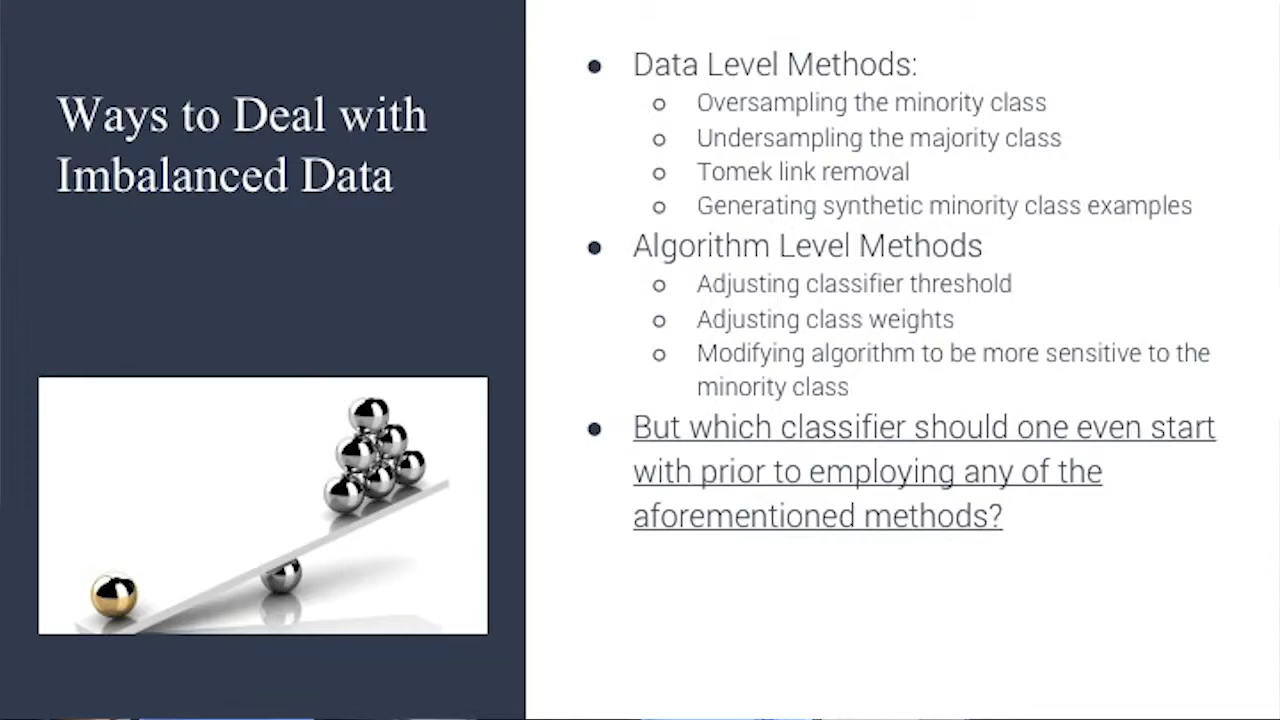 Ways to Deal with
Imbalanced Data
● Data Level Methods:
○ Oversampling the minority class
○ Undersampling the majority class
○ Tomek link removal
○ Generating synthetic minority class examples
● Algorithm Level Methods
○ Adjusting classifier threshold
○ Adjusting class weights
○ Modifying algorithm to be more sensitive to the
minority class
● But which classifier should one even start
with prior to employing any of the
aforementioned methods?